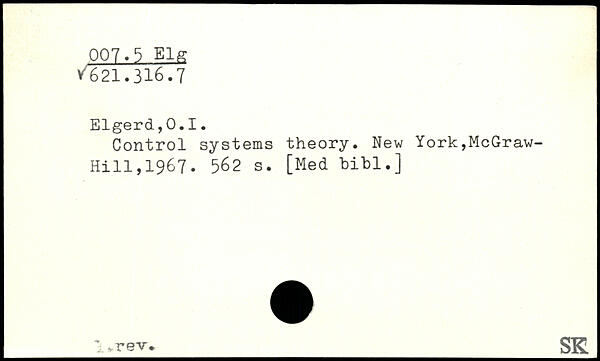 007.5 Elg
√621.316.7
Elgerd,O.I.
Control systems theory. New York,McGraw-
Hill,1967. 562 s. [Med bibl.]
1.rev.
SK